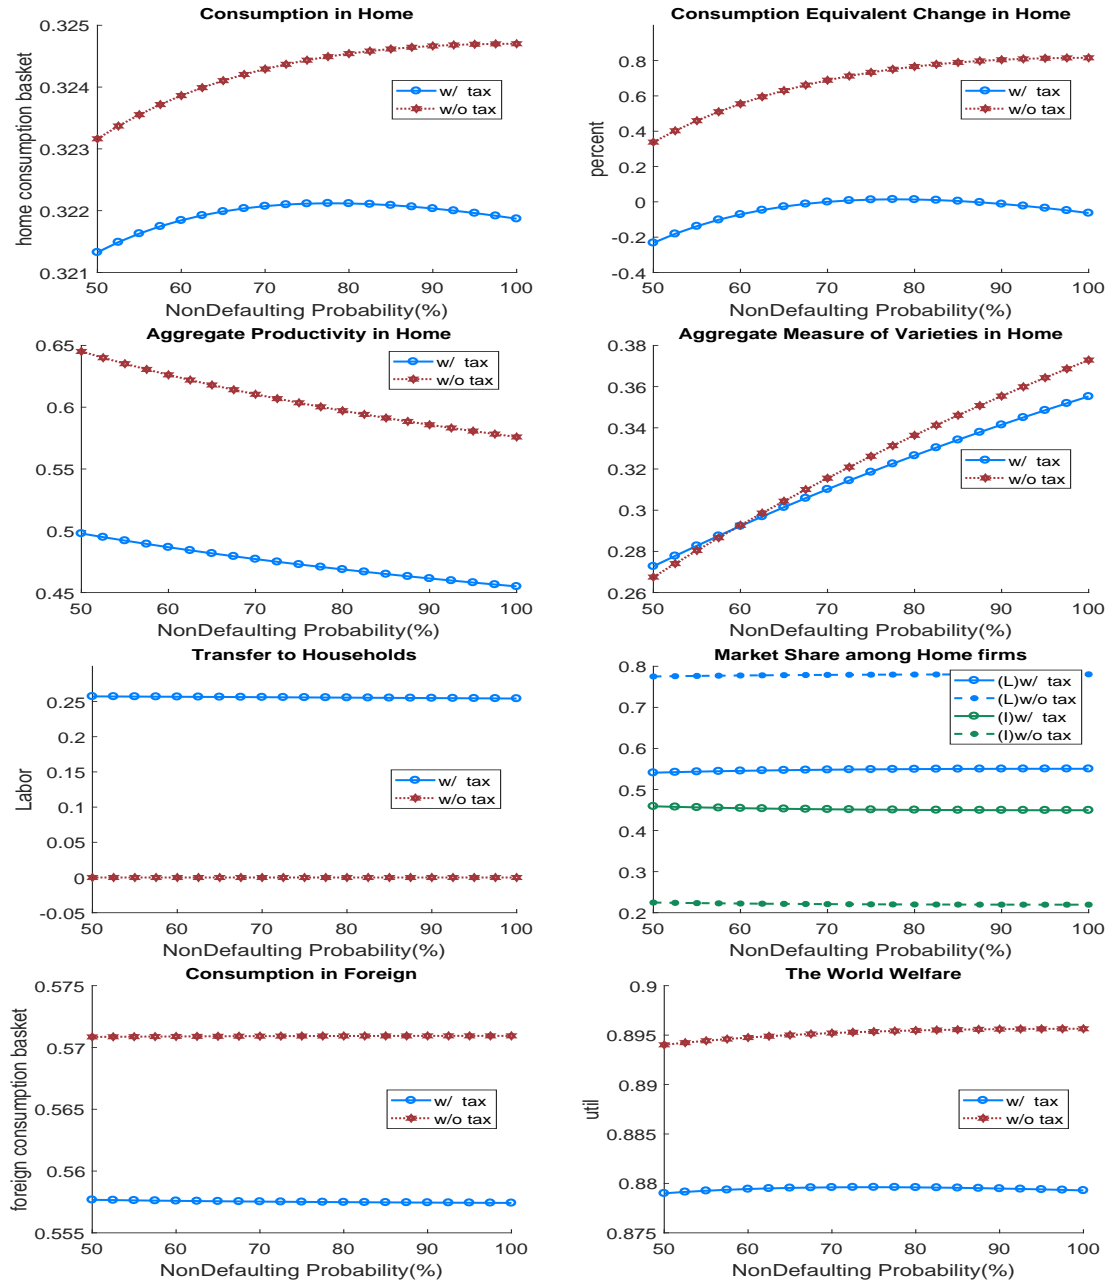 Consumption in Home
home consumption basket
0.325
0.324
0.323
0.322
0.321
w/ tax
w/o tax
50 60 70 80 90 100
NonDefaulting Probability(%)
Consumption Equivalent Change in Home
percent
0.8
0.6
0.4
0.2
0
-0.2
-0.4
w/ tax
w/o tax
50 60 70 80 90 100
NonDefaulting Probability(%)
Aggregate Productivity in Home
0.65
0.6
0.55
0.5
0.45
w/ tax
w/o tax
50 60 70 80 90 100
NonDefaulting Probability(%)
Aggregate Measure of Varieties in Home
0.38
0.36
0.34
0.32
0.3
0.28
0.26
w/ tax
w/o tax
50 60 70 80 90 100
NonDefaulting Probability(%)
Transfer to Households
Labor
0.25
0.2
0.15
0.1
0.05
0
-0.05
w/ tax
w/o tax
50 60 70 80 90 100
NonDefaulting Probability(%)
Market Share among Home firms
0.8
0.7
0.6
0.5
0.4
0.3
0.2
(L)w/ tax
(L)w/o tax
(I)w/ tax
(I)w/o tax
50 60 70 80 90 100
NonDefaulting Probability(%)
Consumption in Foreign
foreign consumption basket
0.575
0.57
0.565
0.56
0.555
w/ tax
w/o tax
50 60 70 80 90 100
NonDefaulting Probability(%)
The World Welfare
util
0.9
0.895
0.89
0.885
0.88
0.875
w/ tax
w/o tax
50 60 70 80 90 100
NonDefaulting Probability(%)